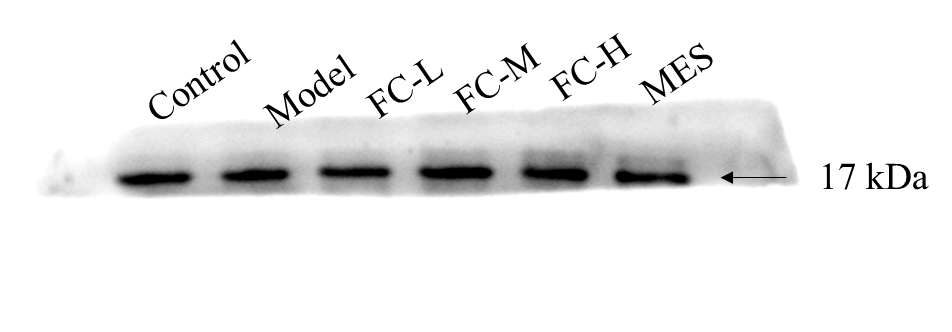 Control
Model
FC-L
FC-M
FC-H
MES
17 kDa